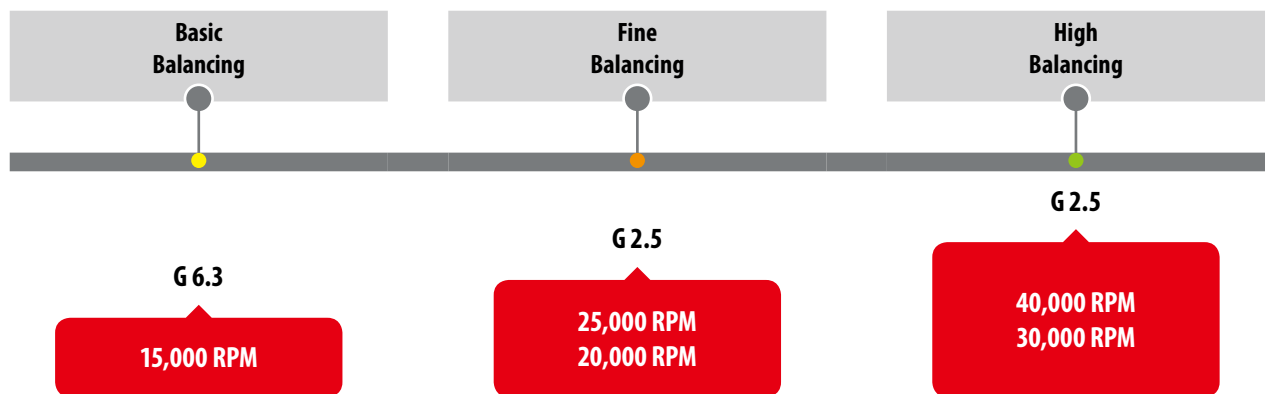 Basic
Balancing
Fine
Balancing
High
Balancing
G 6.3
15,000 RPM
G 2.5
25,000 RPM
20,000 RPM
G 2.5
40,000 RPM
30,000 RPM